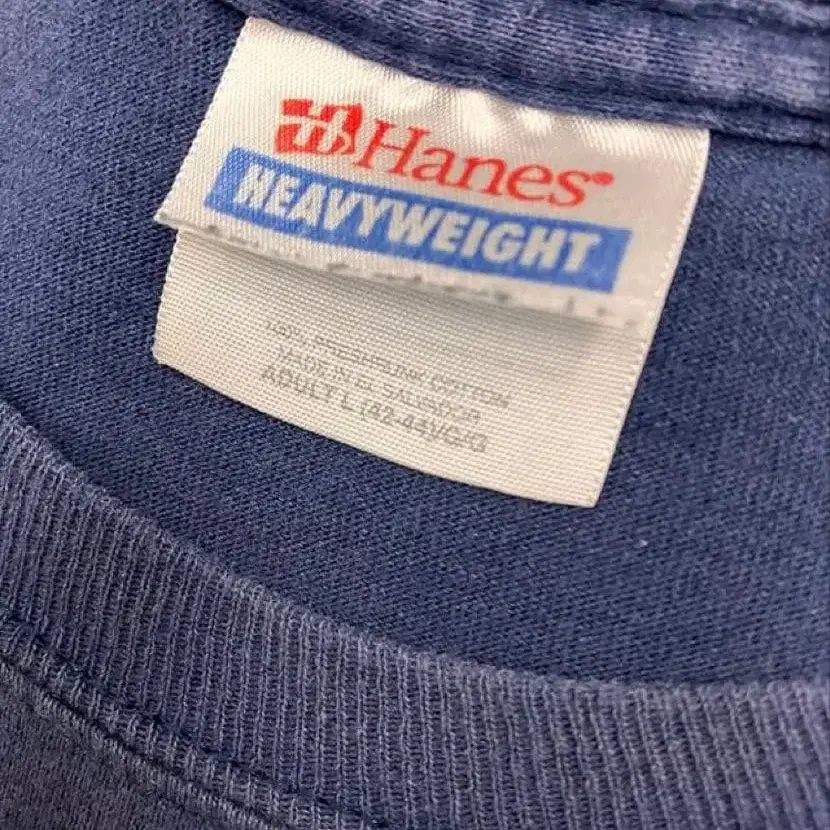 Hanes
HEAVYWEIGHT
100% PRESHRUNK COTTON
MADE IN EL SALVADOR
ADULT L (42-44)/G/G